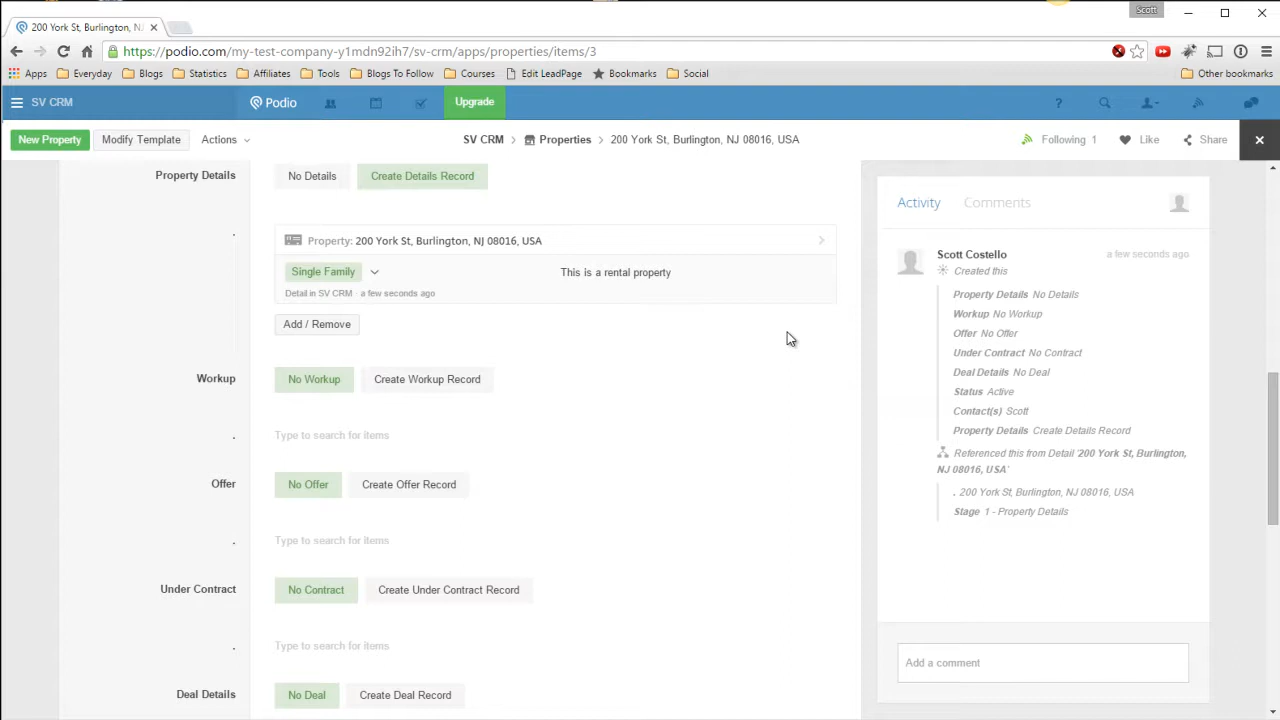 Scott
200 York St, Burlington, N
https://podio.com/my-test-company-y1mdn92ih7/sv-crm/apps/properties/items/3
Apps Everyday Blogs Statistics Affiliates Tools Blogs To Follow Courses Edit LeadPage Bookmarks Social Other bookmarks
SV CRM Podio Upgrade ?
New Property Modify Template Actions SV CRM Properties 200 York St, Burlington, NJ 08016, USA Following 1 Like Share
Property Details No Details Create Details Record
.
Property: 200 York St, Burlington, NJ 08016, USA
Single Family This is a rental property
Detail in SV CRM · a few seconds ago
Add / Remove
Workup No Workup Create Workup Record
. Type to search for items
Offer No Offer Create Offer Record
. Type to search for items
Under Contract No Contract Create Under Contract Record
. Type to search for items
Deal Details No Deal Create Deal Record
Activity Comments
Scott Costello a few seconds ago
Created this
Property Details No Details
Workup No Workup
Offer No Offer
Under Contract No Contract
Deal Details No Deal
Status Active
Contact(s) Scott
Property Details Create Details Record
Referenced this from Detail '200 York St, Burlington,
NJ 08016, USA'
. 200 York St, Burlington, NJ 08016, USA
Stage 1 - Property Details
Add a comment